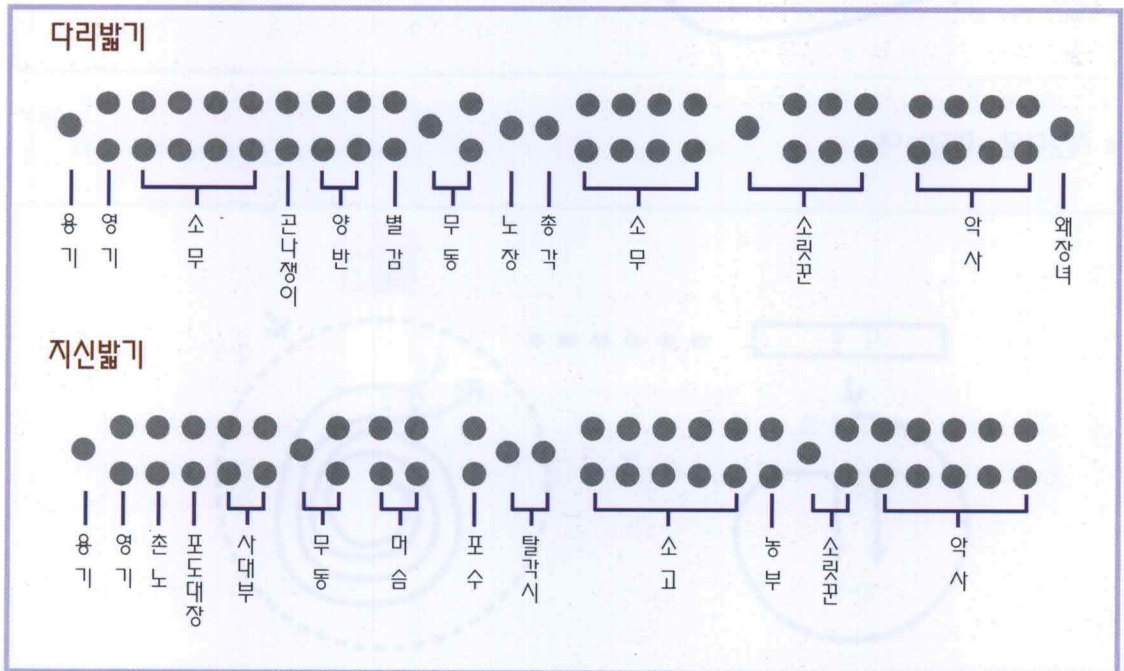 다리밟기
용기 영기 소무 곤나쟁이 양반 별감 무동 노장 총각 소무 소릿꾼 악사 왜장녀
지신밟기
용기 영기 촌노 포도대장 사대부 무동 머슴 포수 탈각시 소고 농부 소릿꾼 악사